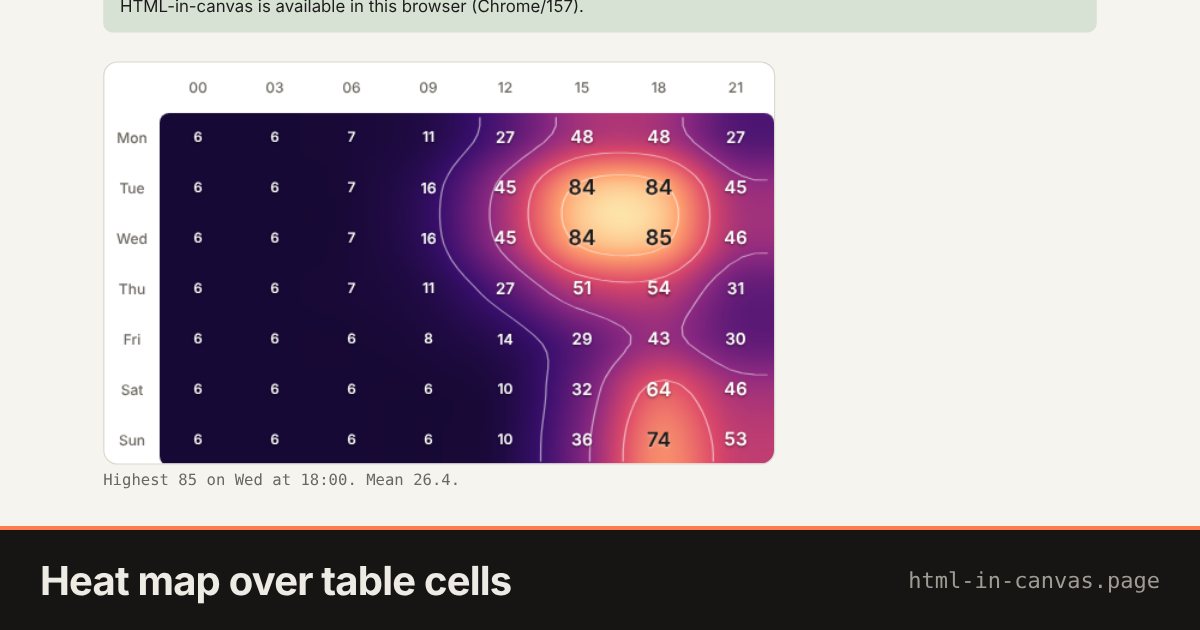 HTML-in-canvas is available in this browser (Chrome/157).
00 03 06 09 12 15 18 21
Mon 6 6 7 11 27 48 48 27
Tue 6 6 7 16 45 84 84 45
Wed 6 6 7 16 45 84 85 46
Thu 6 6 7 11 27 51 54 31
Fri 6 6 6 8 14 29 43 30
Sat 6 6 6 6 10 32 64 46
Sun 6 6 6 6 10 36 74 53
Highest 85 on Wed at 18:00. Mean 26.4.
Heat map over table cells
html-in-canvas.page